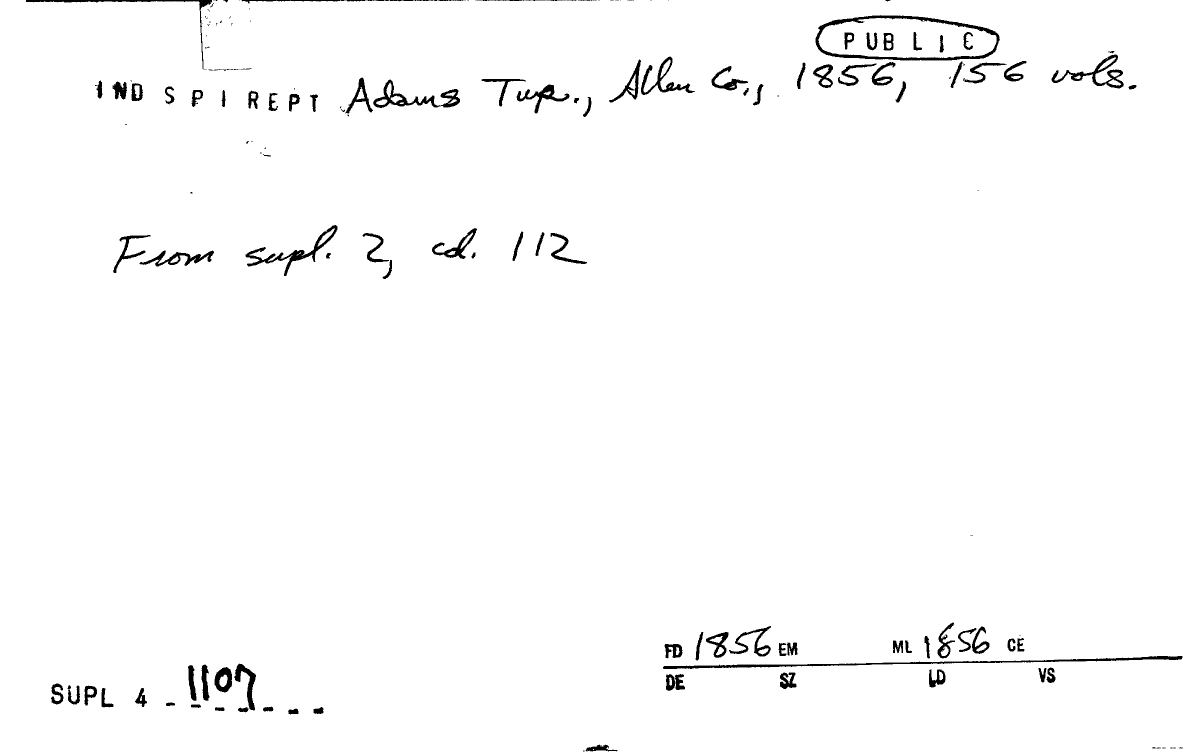 PUBLIC
IND SPI REPT Adams Twp., Allen Co., 1856, 156 vols.
From supl. 2, cd. 112
FD 1856 EM ML 1856 CE
DE SZ LD VS
SUPL 4 - 1107